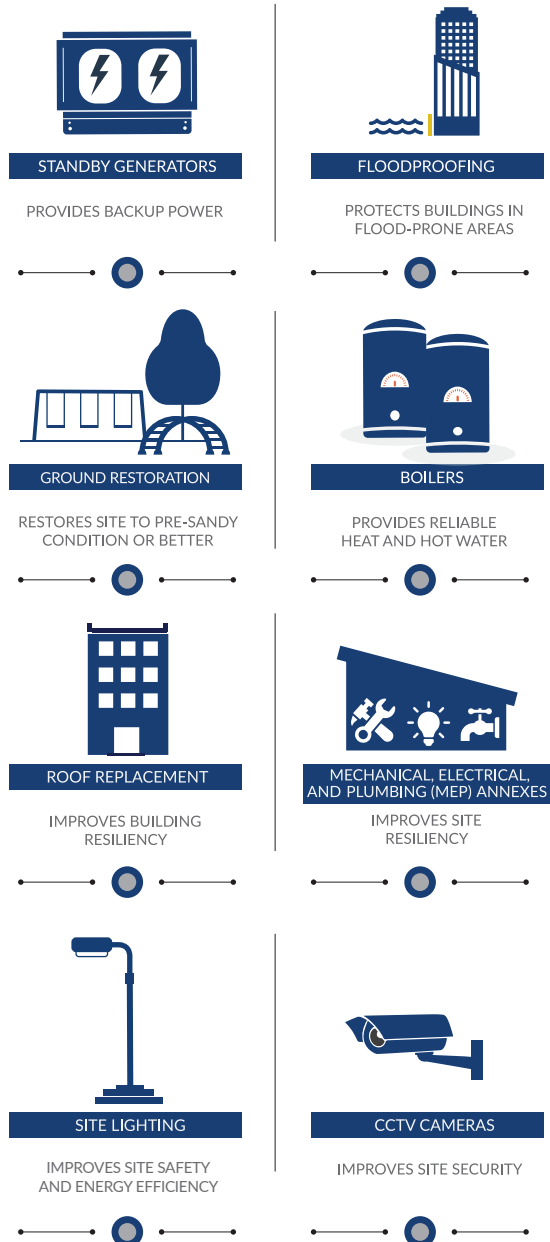 STANDBY GENERATORS
PROVIDES BACKUP POWER
FLOODPROOFING
PROTECTS BUILDINGS IN
FLOOD-PRONE AREAS
GROUND RESTORATION
RESTORES SITE TO PRE-SANDY
CONDITION OR BETTER
BOILERS
PROVIDES RELIABLE
HEAT AND HOT WATER
ROOF REPLACEMENT
IMPROVES BUILDING
RESILIENCY
MECHANICAL, ELECTRICAL,
AND PLUMBING (MEP) ANNEXES
IMPROVES SITE
RESILIENCY
SITE LIGHTING
IMPROVES SITE SAFETY
AND ENERGY EFFICIENCY
CCTV CAMERAS
IMPROVES SITE SECURITY